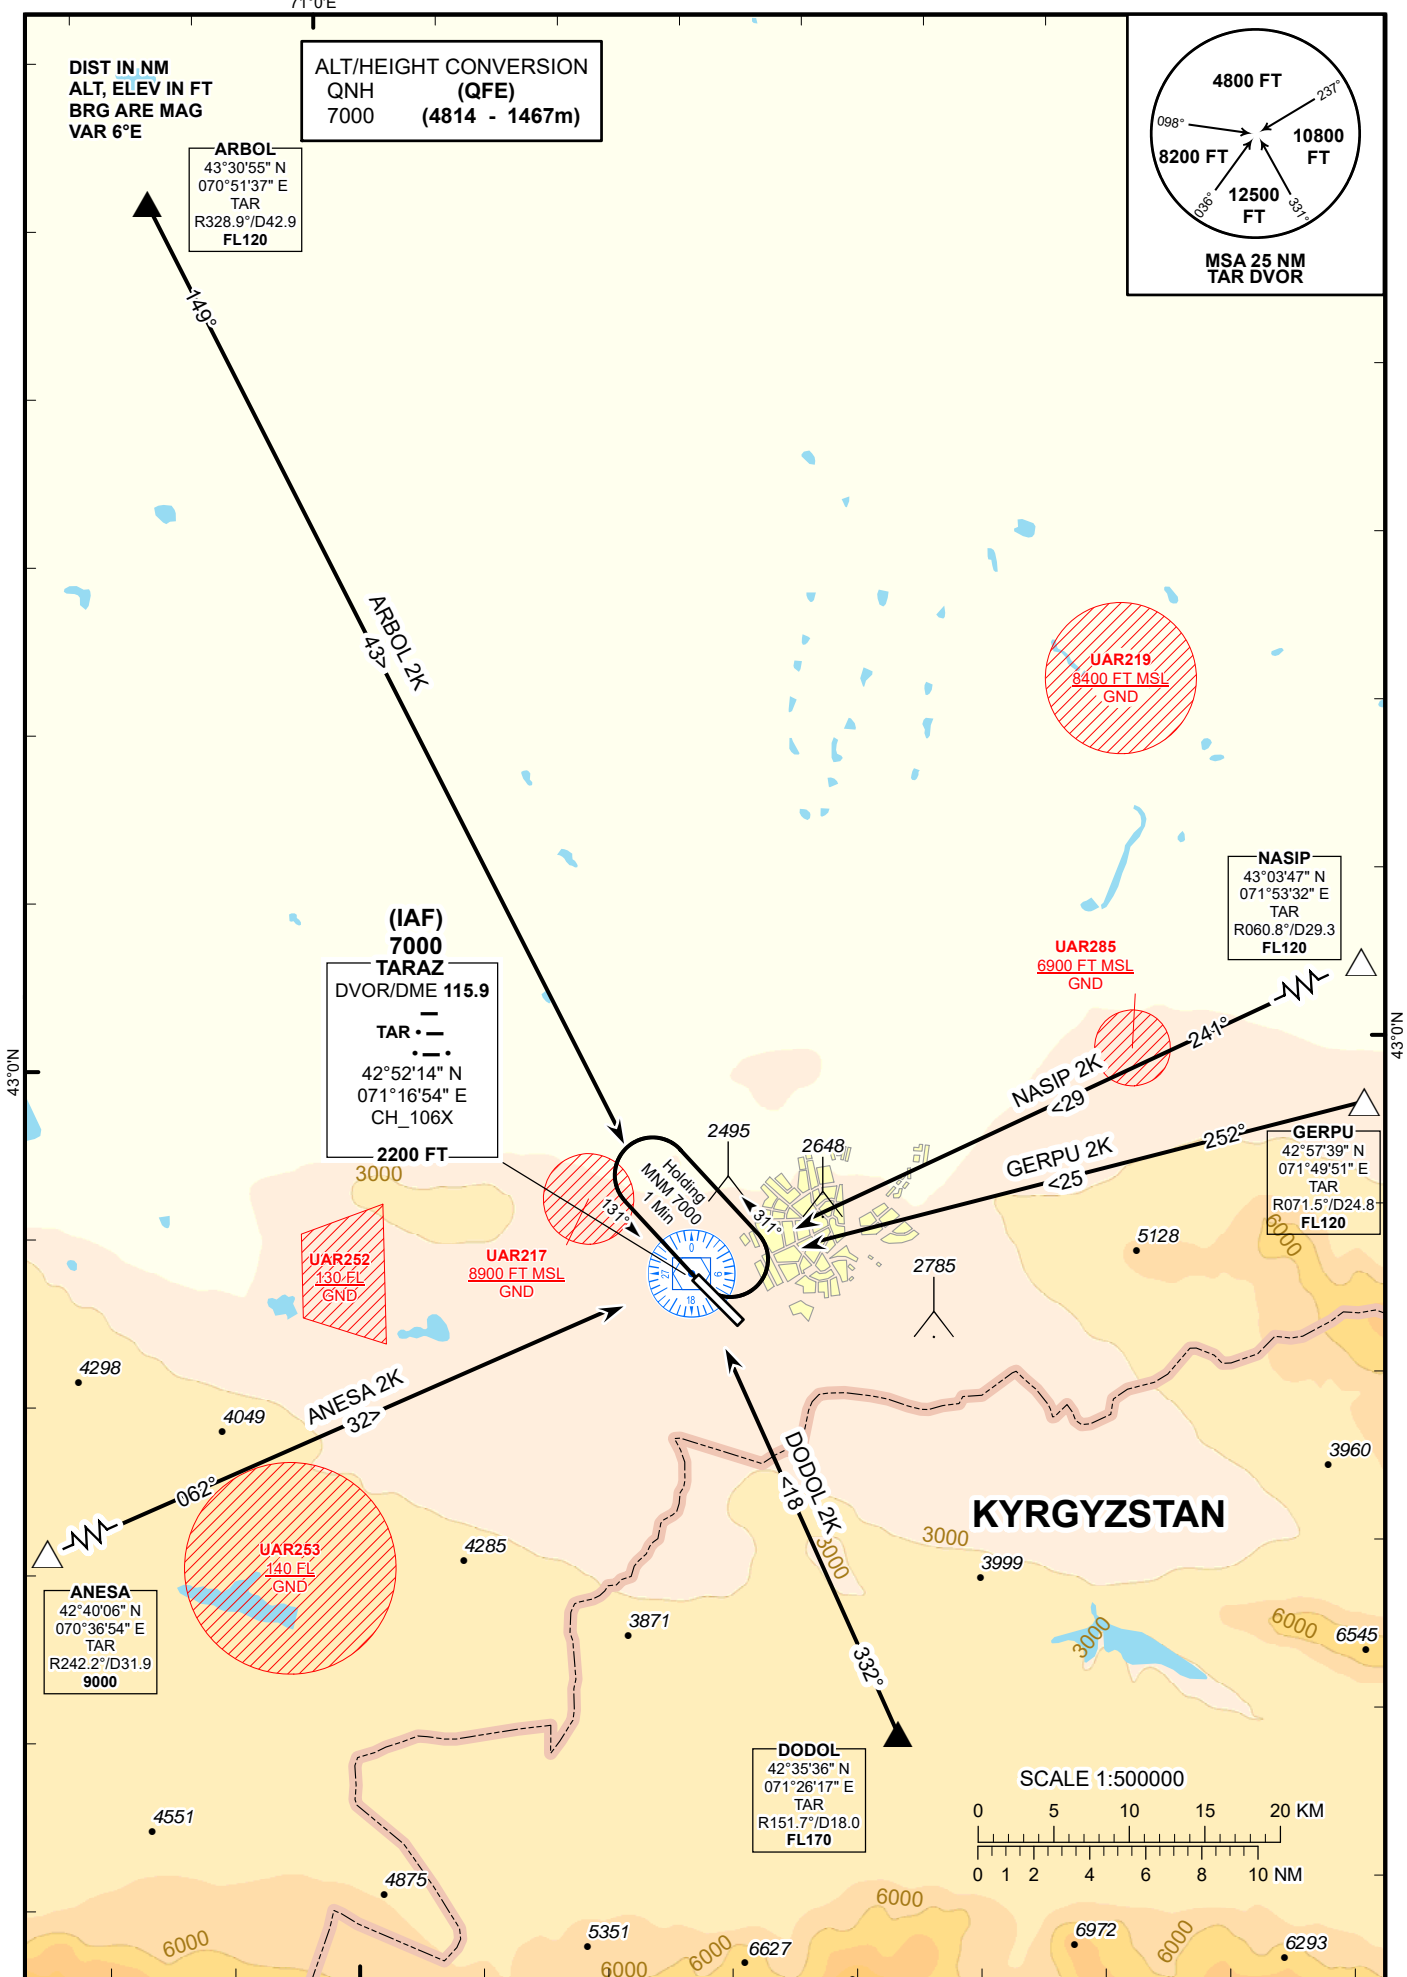 71°0'E
DIST IN NM
ALT, ELEV IN FT
BRG ARE MAG
VAR 6°E
ALT/HEIGHT CONVERSION
QNH (QFE)
7000 (4814 - 1467m)
4800 FT
237°
098°
10800
FT
8200 FT
12500
FT
036°
331°
MSA 25 NM
TAR DVOR
ARBOL
43°30'55" N
070°51'37" E
TAR
R328.9°/D42.9
FL120
149°
ARBOL 2K
43>
UAR219
8400 FT MSL
GND
NASIP
43°03'47" N
071°53'32" E
TAR
R060.8°/D29.3
FL120
UAR285
6900 FT MSL
GND
(IAF)
7000
TARAZ
DVOR/DME 115.9
TAR
42°52'14" N
071°16'54" E
CH_106X
2200 FT
43°0'N
43°0'N
241°
NASIP 2K
<29
252°
GERPU 2K
<25
GERPU
42°57'39" N
071°49'51" E
TAR
R071.5°/D24.8
FL120
2495
2648
3000
Holding
MNM 7000
1 Min
131°
311°
UAR217
8900 FT MSL
GND
UAR252
130 FL
GND
0
9
18
27
5128
6000
2785
4298
4049
ANESA 2K
32>
062°
3960
KYRGYZSTAN
DODOL 2K
<18
3000
3000
3999
4285
UAR253
140 FL
GND
ANESA
42°40'06" N
070°36'54" E
TAR
R242.2°/D31.9
9000
3871
3000
6000
6545
332°
DODOL
42°35'36" N
071°26'17" E
TAR
R151.7°/D18.0
FL170
SCALE 1:500000
0 5 10 15 20 KM
0 1 2 4 6 8 10 NM
4551
4875
6000
5351
6000
6627
6000
6000
6972
6000
6293